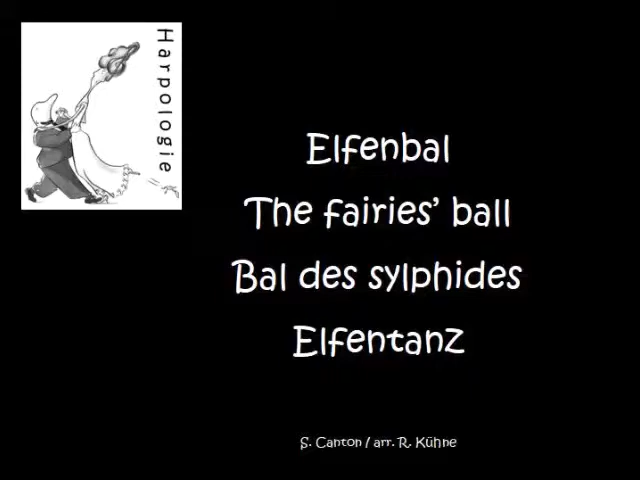 Harpologie
Elfenbal
The fairies' ball
Bal des sylphides
Elfentanz
S. Canton / arr. R. Kühne